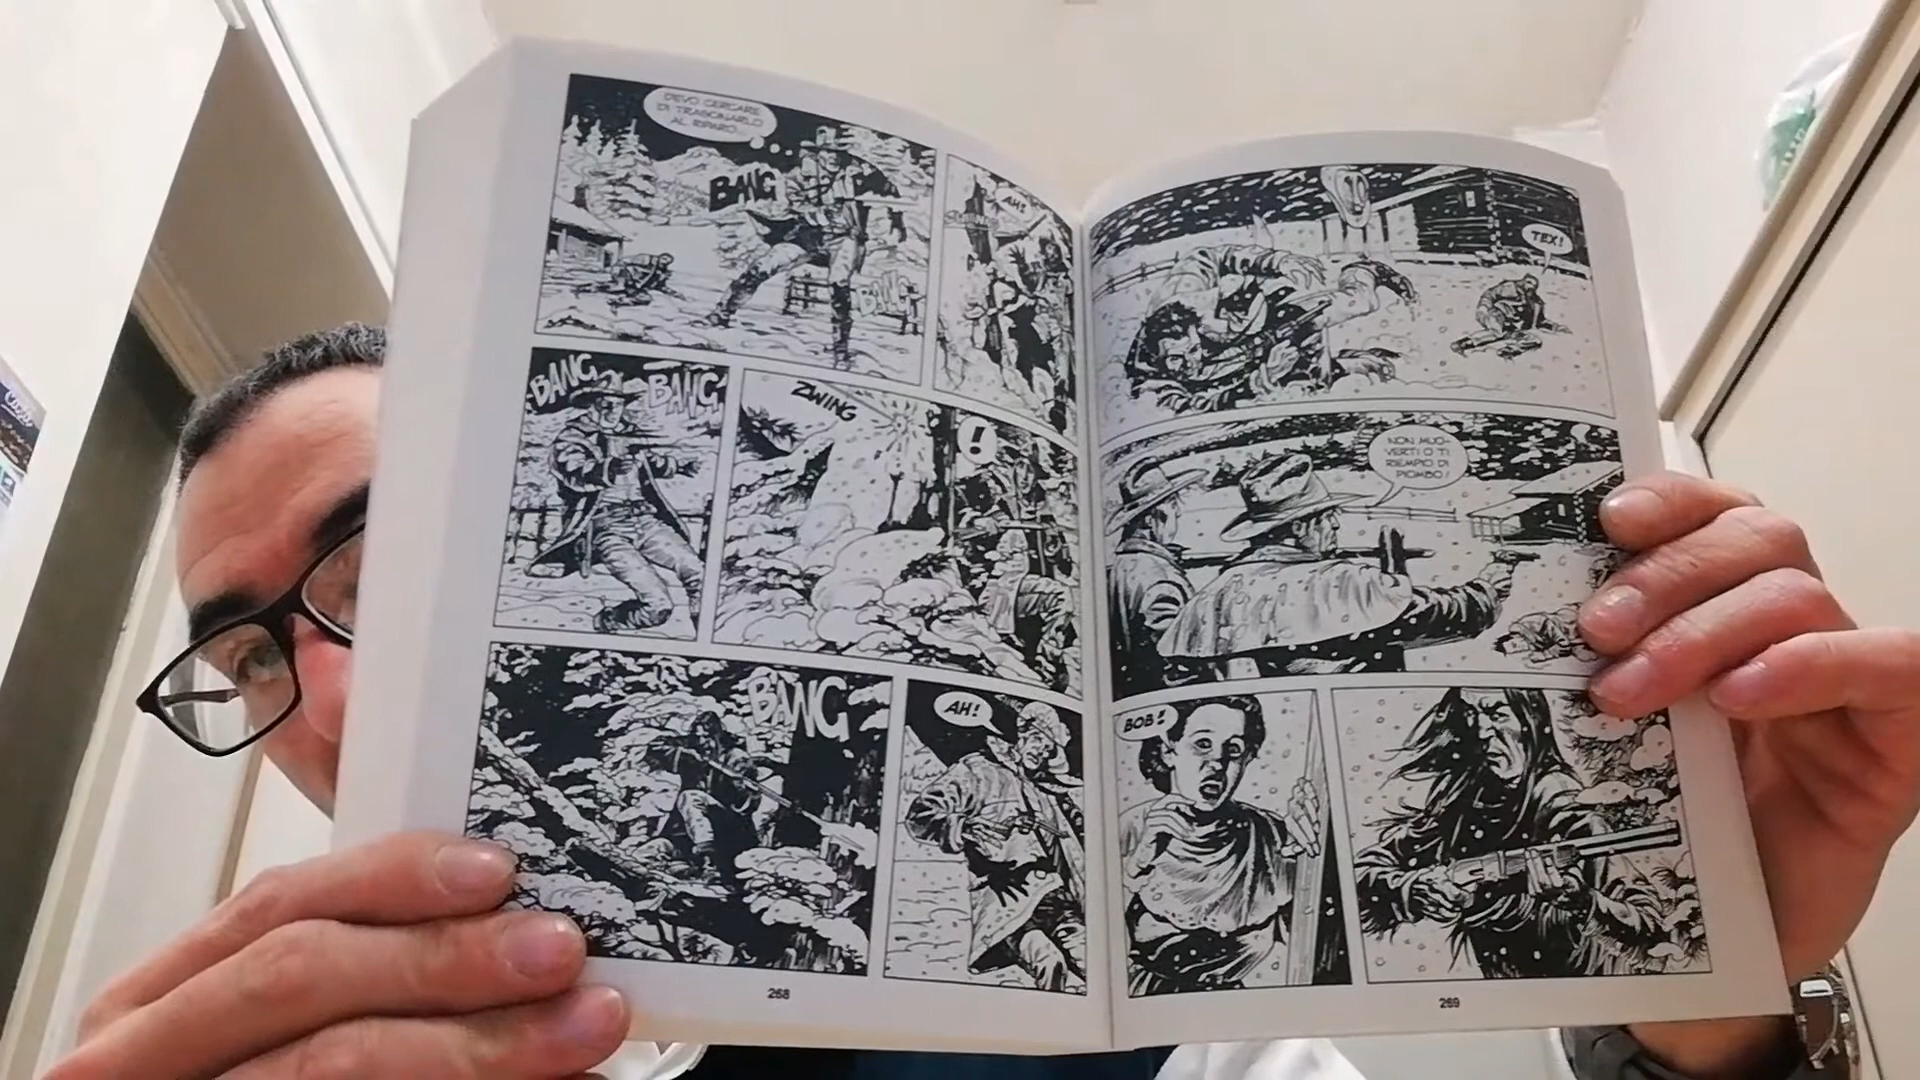 DEVO CERCARE
DI TRASCINARLO
AL RIPARO...
BANG
BANG
AH!
BANG
BANG
ZWING
!
BANG
AH!
268
TEX!
NON MUO-
VERTI O TI
RIEMPIO DI
PIOMBO!
BOB!
269